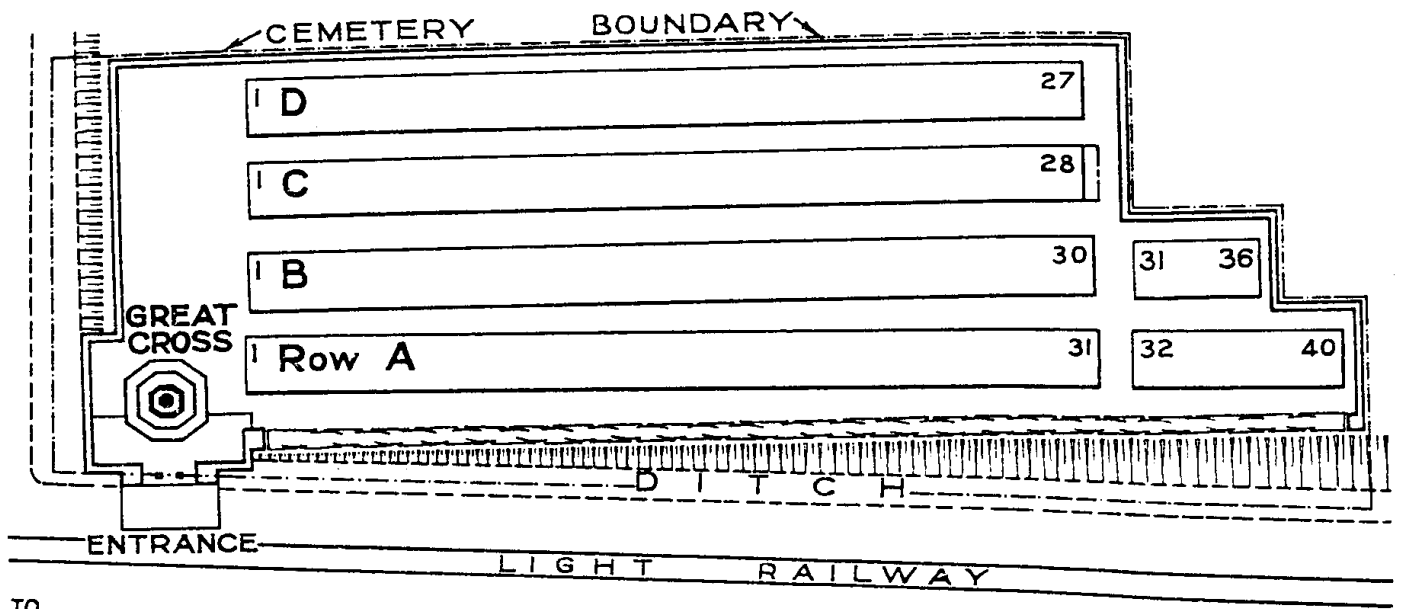 CEMETERY BOUNDARY
1 D 27
1 C 28
1 B 30 31 36
GREAT
CROSS
1 Row A 31 32 40
DITCH
ENTRANCE
LIGHT RAILWAY
TO